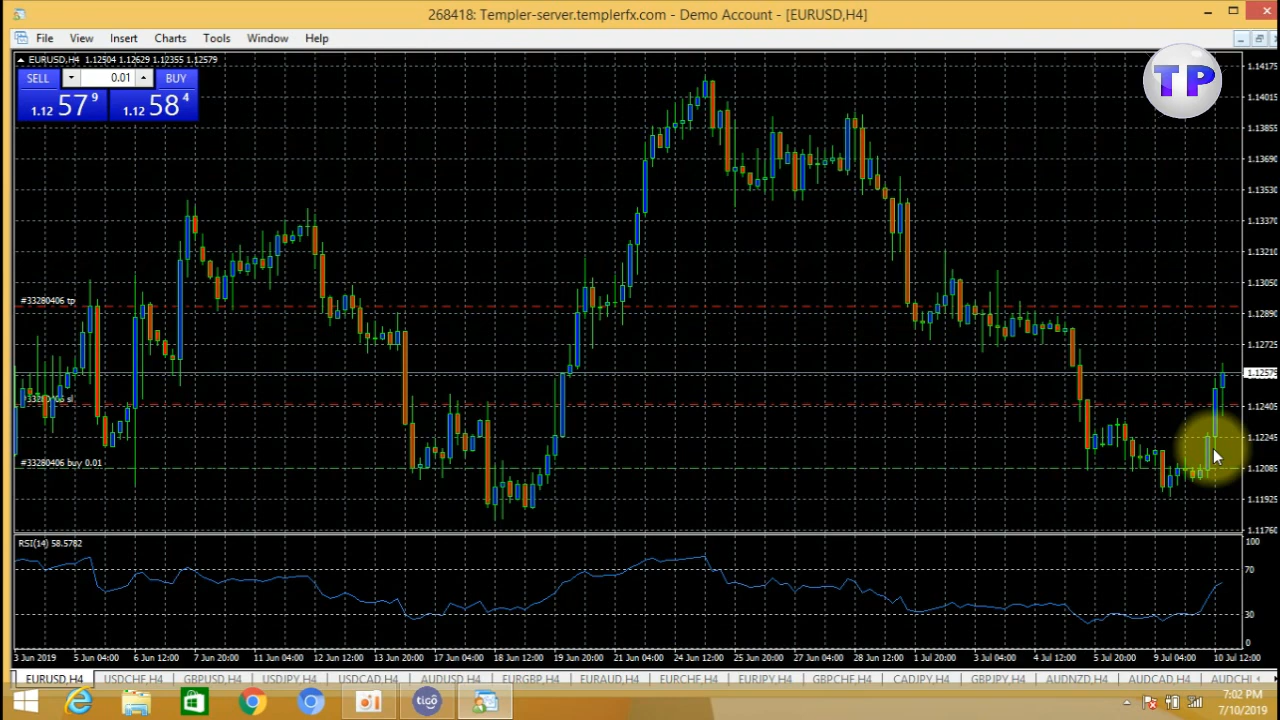 268418: Templer-server.templerfx.com - Demo Account - [EURUSD,H4]
File View Insert Charts Tools Window Help
EURUSD,H4 1.12504 1.12629 1.12355 1.12579
SELL 0.01 BUY
1.12 57 9 1.12 58 4
TP
1.14175
1.14015
1.13855
1.13690
1.13530
1.13370
1.13210
1.13050
#33280406 tp
1.12890
1.12725
1.12579
#33280406 sl
1.12405
1.12245
#33280406 buy 0.01
1.12085
1.11925
1.11760
RSI(14) 58.5782
100
70
30
0
3 Jun 2019 5 Jun 04:00 6 Jun 12:00 7 Jun 20:00 11 Jun 04:00 12 Jun 12:00 13 Jun 20:00 17 Jun 04:00 18 Jun 12:00 19 Jun 20:00 21 Jun 04:00 24 Jun 12:00 25 Jun 20:00 27 Jun 04:00 28 Jun 12:00 1 Jul 20:00 3 Jul 04:00 4 Jul 12:00 5 Jul 20:00 9 Jul 04:00 10 Jul 12:00
EURUSD,H4 USDCHF,H4 GBPUSD,H4 USDJPY,H4 USDCAD,H4 AUDUSD,H4 EURGBP,H4 EURAUD,H4 EURCHF,H4 EURJPY,H4 GBPCHF,H4 CADJPY,H4 GBPJPY,H4 AUDNZD,H4 AUDCAD,H4 AUDCHI
tigo
7:02 PM
7/10/2019